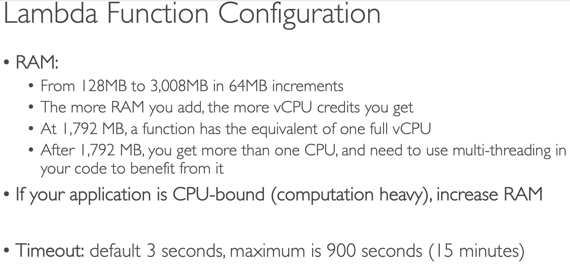 Lambda Function Configuration
• RAM:
• From 128MB to 3,008MB in 64MB increments
• The more RAM you add, the more vCPU credits you get
• At 1,792 MB, a function has the equivalent of one full vCPU
• After 1,792 MB, you get more than one CPU, and need to use multi-threading in
your code to benefit from it
• If your application is CPU-bound (computation heavy), increase RAM
• Timeout: default 3 seconds, maximum is 900 seconds (15 minutes)